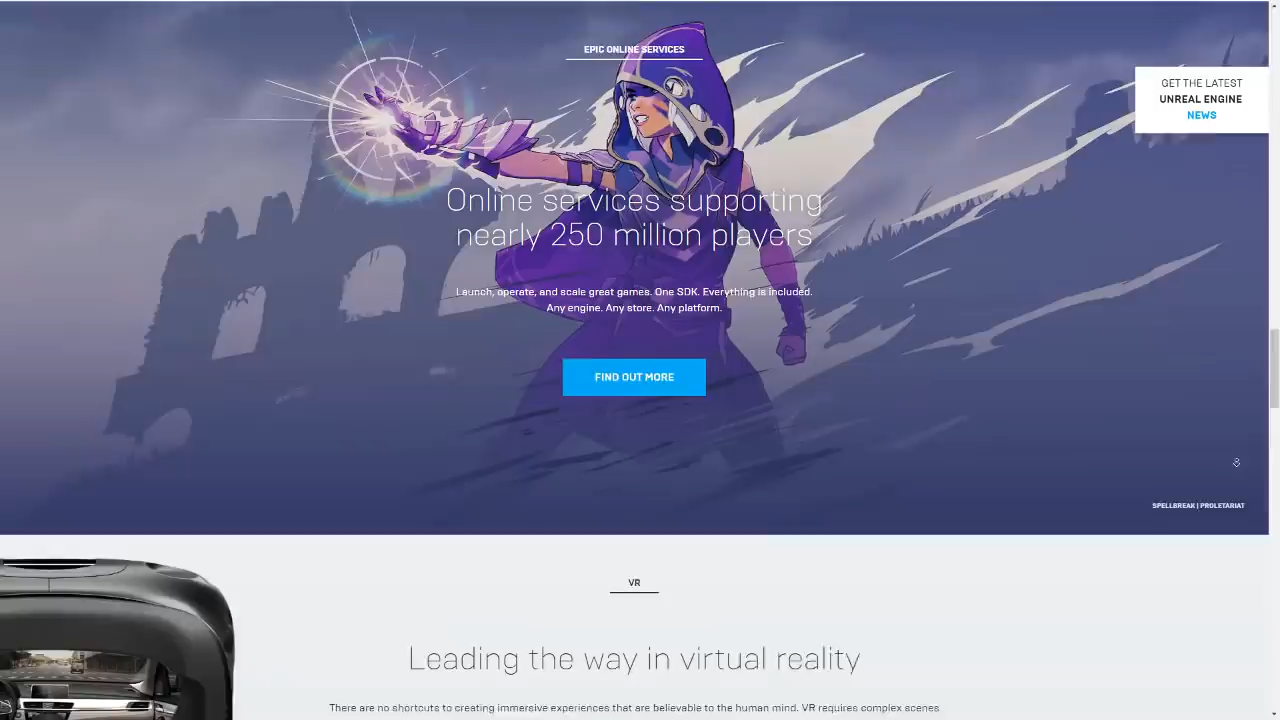 EPIC ONLINE SERVICES
GET THE LATEST
UNREAL ENGINE
NEWS
Online services supporting
nearly 250 million players
Launch, operate, and scale great games. One SDK. Everything is included.
Any engine. Any store. Any platform.
FIND OUT MORE
SPELLBREAK | PROLETARIAT
VR
Leading the way in virtual reality
There are no shortcuts to creating immersive experiences that are believable to the human mind. VR requires complex scenes